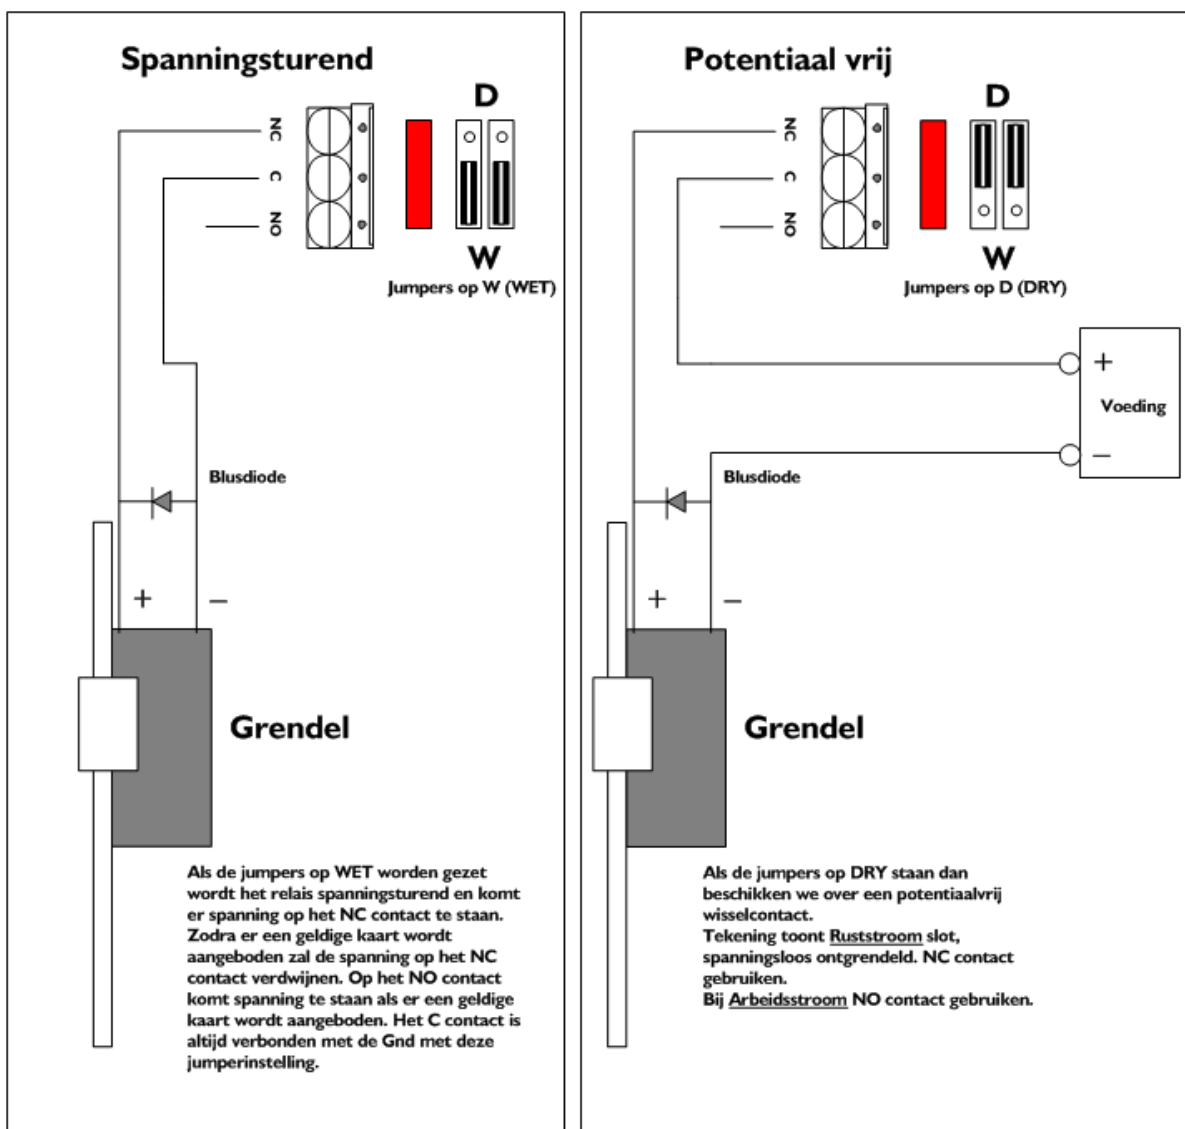 Spanningsturend
D
NC
C
NO
W
Jumpers op W (WET)
Blusdiode
+ −
Grendel
Als de jumpers op WET worden gezet
wordt het relais spanningsturend en komt
er spanning op het NC contact te staan.
Zodra er een geldige kaart wordt
aangeboden zal de spanning op het NC
contact verdwijnen. Op het NO contact
komt spanning te staan als er een geldige
kaart wordt aangeboden. Het C contact is
altijd verbonden met de Gnd met deze
jumperinstelling.
Potentiaal vrij
D
NC
C
NO
W
Jumpers op D (DRY)
+
Voeding
−
Blusdiode
+ −
Grendel
Als de jumpers op DRY staan dan
beschikken we over een potentiaalvrij
wisselcontact.
Tekening toont Ruststroom slot,
spanningsloos ontgrendeld. NC contact
gebruiken.
Bij Arbeidsstroom NO contact gebruiken.